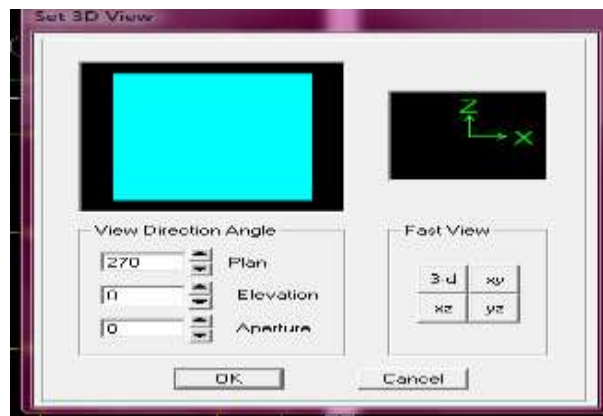 Set 3D View
Z
X
View Direction Angle
270 Plan
0 Elevation
0 Aperture
Fast View
3-d xy
xz yz
OK Cancel